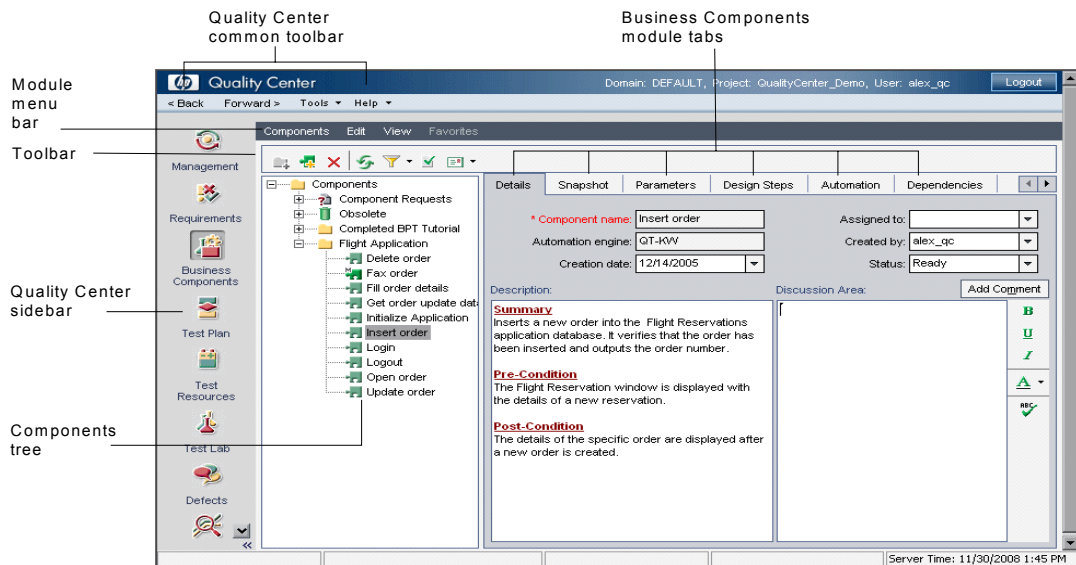 Quality Center
common toolbar
Business Components
module tabs
Module
menu
bar
Toolbar
Quality Center
sidebar
Components
tree
hp Quality Center
Domain: DEFAULT, Project: QualityCenter_Demo, User: alex_qc
Logout
< Back Forward > Tools Help
Components Edit View Favorites
Management
Requirements
Business
Components
Test Plan
Test
Resources
Test Lab
Defects
«
Components
Component Requests
Obsolete
Completed BPT Tutorial
Flight Application
Delete order
M Fax order
Fill order details
Get order update data
Initialize Application
Insert order
Login
Logout
Open order
Update order
Details Snapshot Parameters Design Steps Automation Dependencies
* Component name: Insert order
Assigned to:
Automation engine: QT-KW
Created by: alex_qc
Creation date: 12/14/2005
Status: Ready
Description:
Discussion Area:
Add Comment
Summary
Inserts a new order into the Flight Reservations
application database. It verifies that the order has
been inserted and outputs the order number.
Pre-Condition
The Flight Reservation window is displayed with
the details of a new reservation.
Post-Condition
The details of the specific order are displayed after
a new order is created.
B
U
I
A
ABC
Server Time: 11/30/2008 1:45 PM